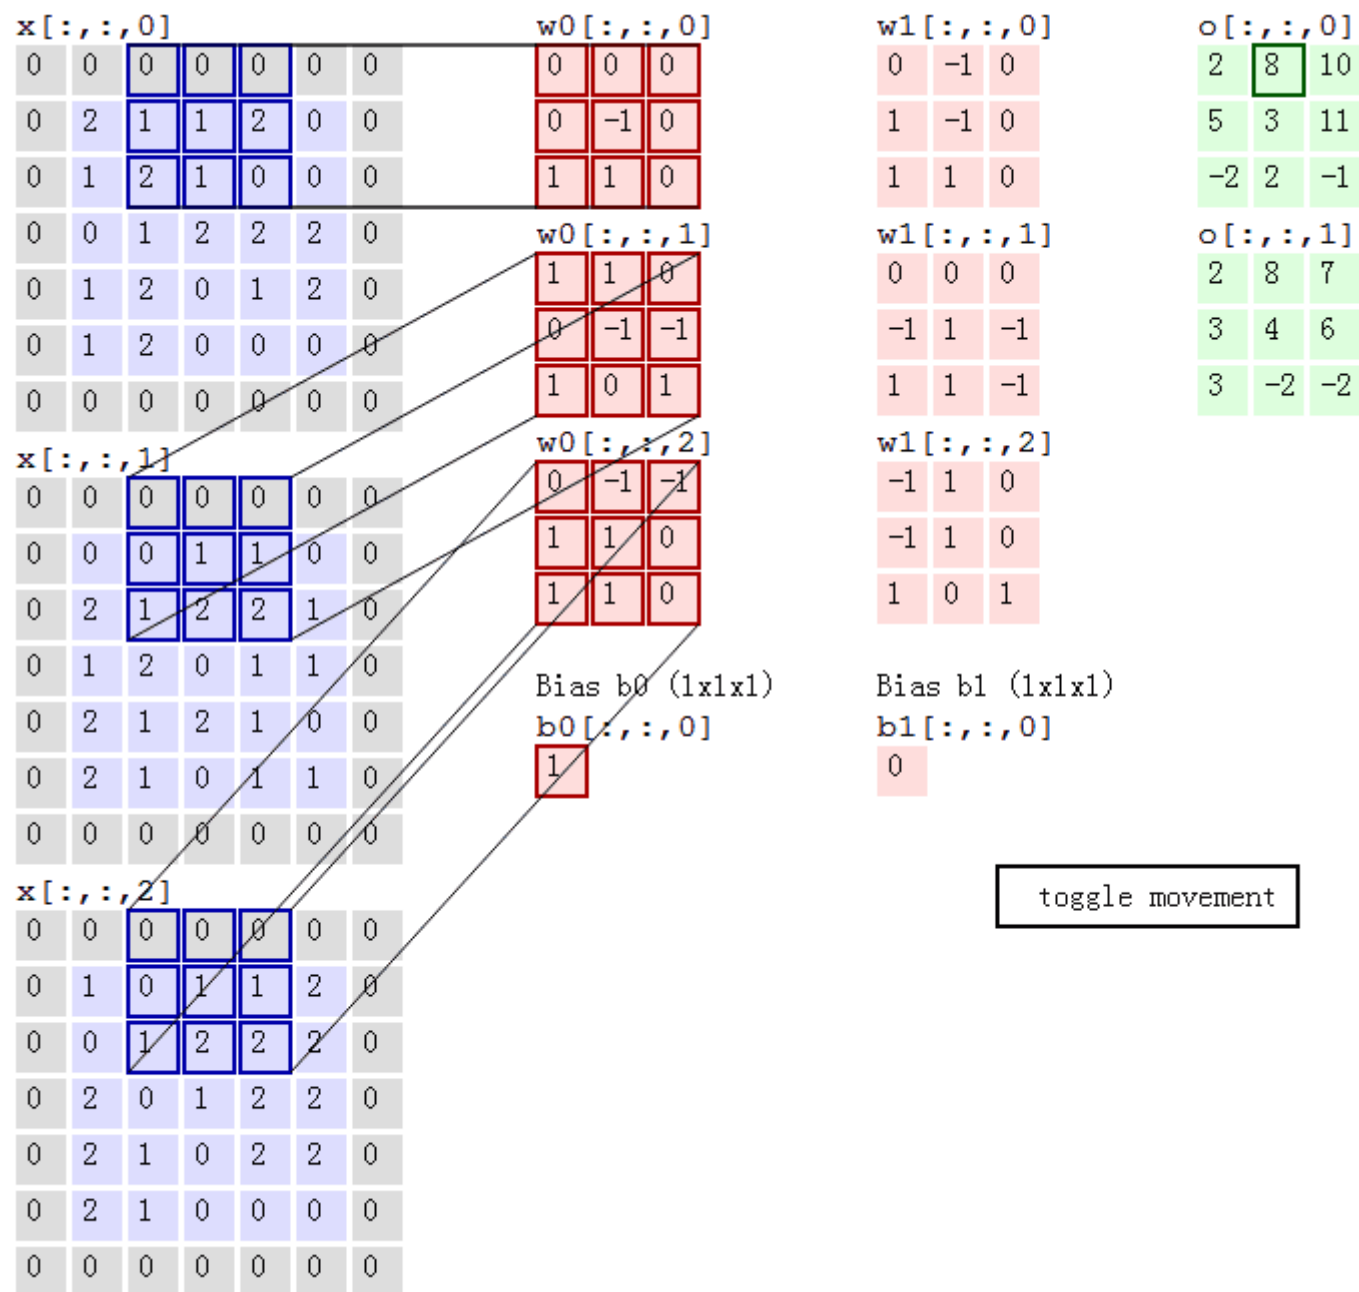 x[:,:,0] w0[:,:,0] w1[:,:,0] o[:,:,0]
0 0 0 0 0 0 0 0 0 0 0 -1 0 2 8 10
0 2 1 1 2 0 0 0 -1 0 1 -1 0 5 3 11
0 1 2 1 0 0 0 1 1 0 1 1 0 -2 2 -1
0 0 1 2 2 2 0 w0[:,:,1] w1[:,:,1] o[:,:,1]
0 1 2 0 1 2 0 1 1 0 0 0 0 2 8 7
0 1 2 0 0 0 0 0 -1 -1 -1 1 -1 3 4 6
0 0 0 0 0 0 0 1 0 1 1 1 -1 3 -2 -2
x[:,:,1] w0[:,:,2] w1[:,:,2]
0 0 0 0 0 0 0 0 -1 -1 -1 1 0
0 0 0 1 1 0 0 1 1 0 -1 1 0
0 2 1 2 2 1 0 1 1 0 1 0 1
0 1 2 0 1 1 0 Bias b0 (1x1x1) Bias b1 (1x1x1)
0 2 1 2 1 0 0 b0[:,:,0] b1[:,:,0]
0 2 1 0 1 1 0 1 0
0 0 0 0 0 0 0
x[:,:,2] toggle movement
0 0 0 0 0 0 0
0 1 0 1 1 2 0
0 0 1 2 2 2 0
0 2 0 1 2 2 0
0 2 1 0 2 2 0
0 2 1 0 0 0 0
0 0 0 0 0 0 0